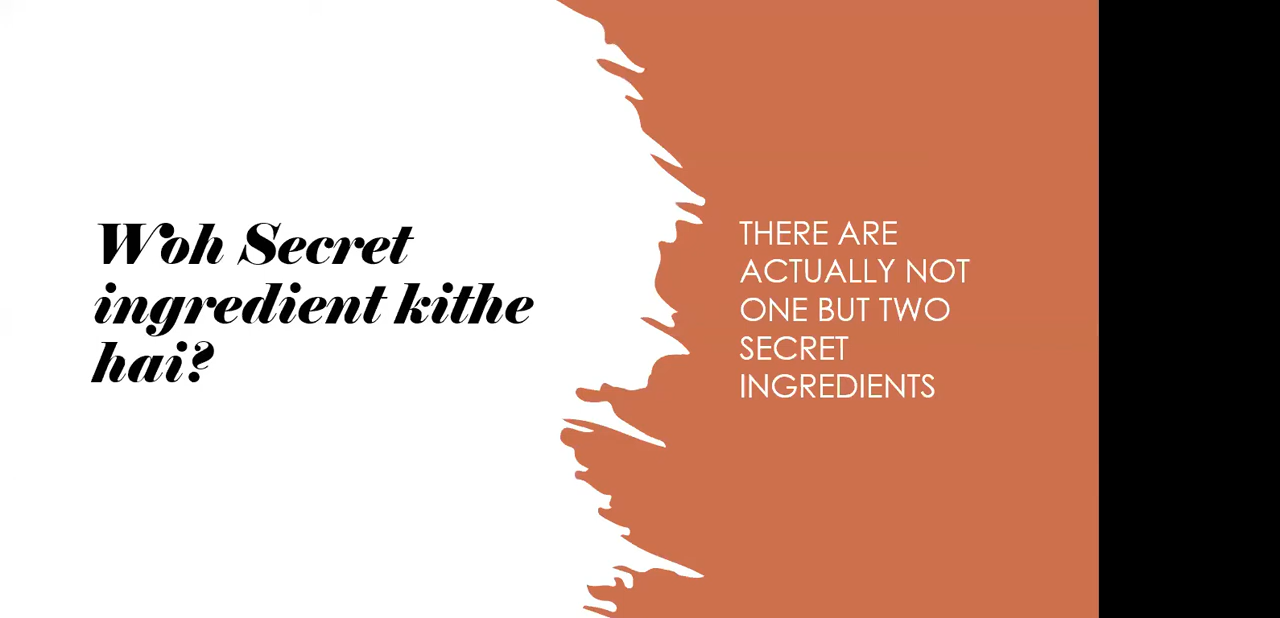 Woh Secret
ingredient kithe
hai?
THERE ARE
ACTUALLY NOT
ONE BUT TWO
SECRET
INGREDIENTS